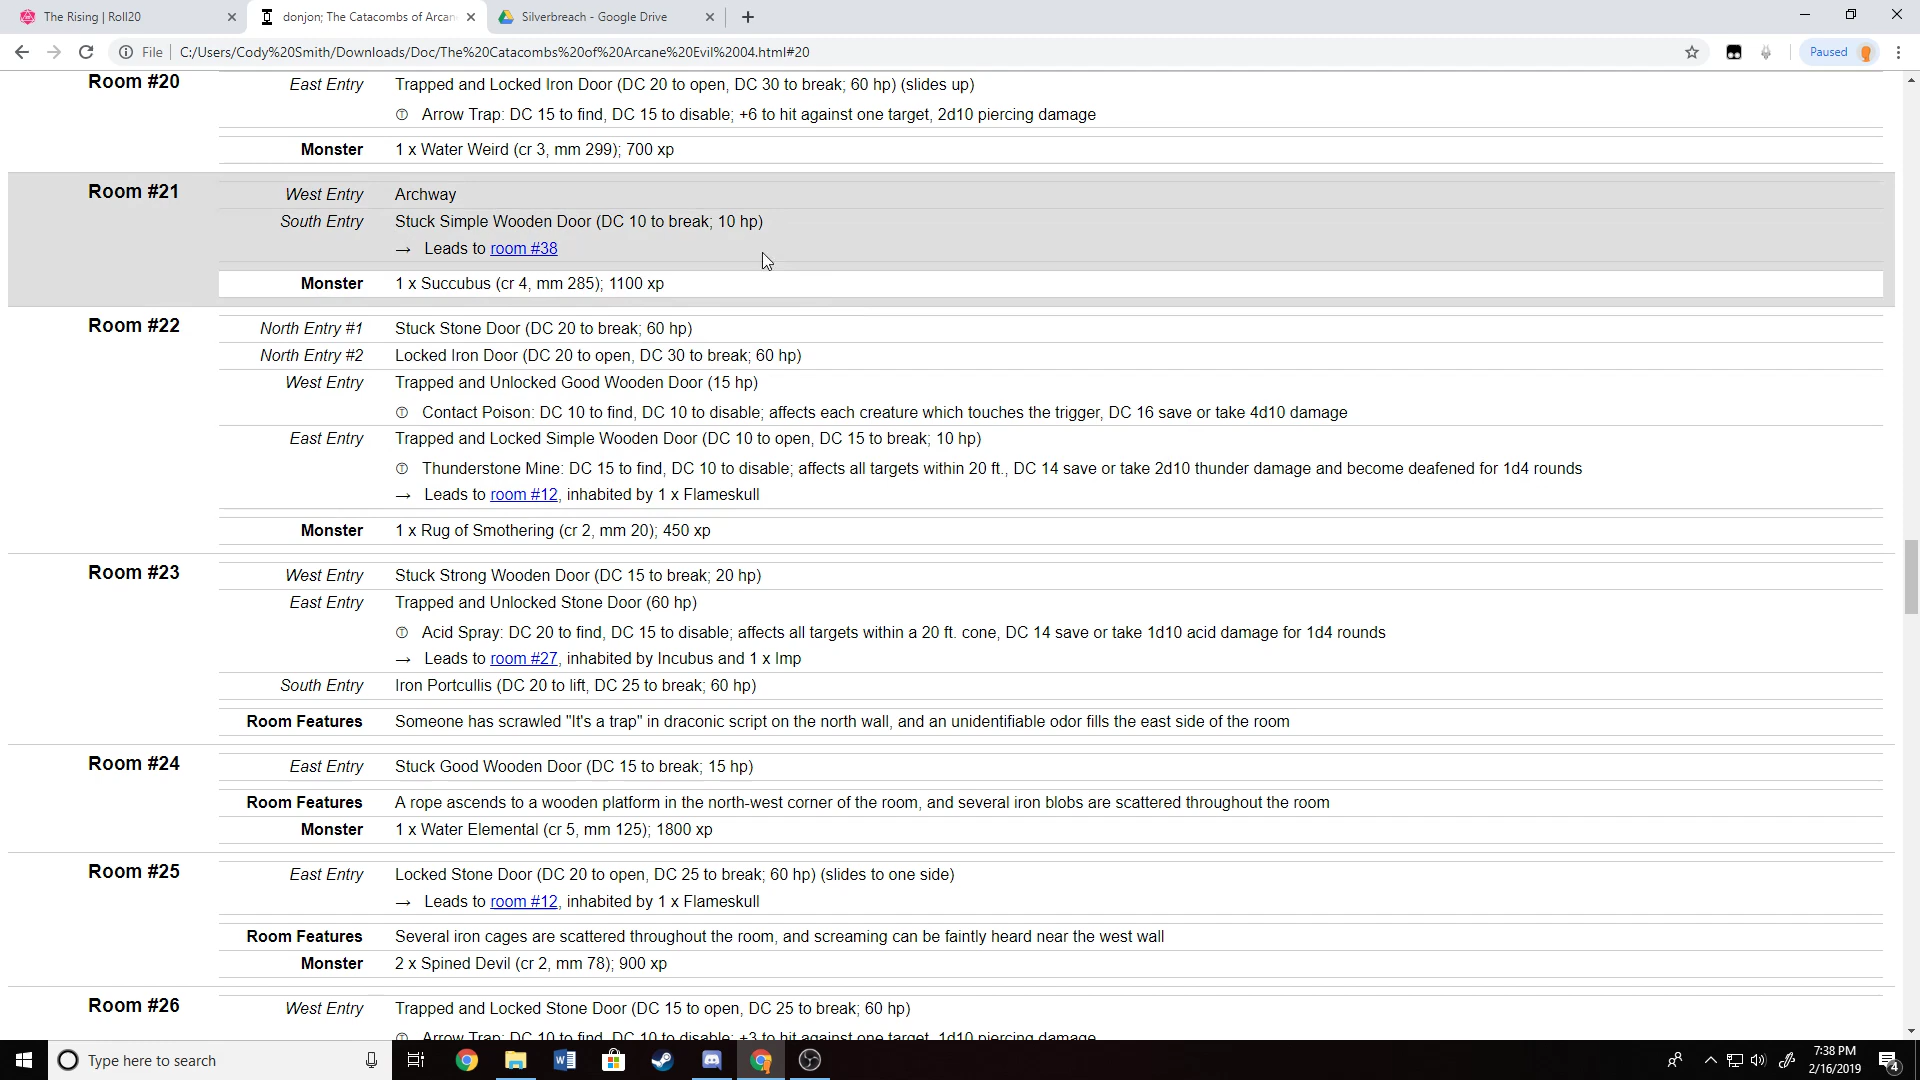 The Rising | Roll20
donjon; The Catacombs of Arcan
Silverbreach - Google Drive
File
C:/Users/Cody%20Smith/Downloads/Doc/The%20Catacombs%20of%20Arcane%20Evil%2004.html#20
Paused
Room #20
East Entry Trapped and Locked Iron Door (DC 20 to open, DC 30 to break; 60 hp) (slides up)
Ⓣ Arrow Trap: DC 15 to find, DC 15 to disable; +6 to hit against one target, 2d10 piercing damage
Monster 1 x Water Weird (cr 3, mm 299); 700 xp
Room #21
West Entry Archway
South Entry Stuck Simple Wooden Door (DC 10 to break; 10 hp)
→ Leads to room #38
Monster 1 x Succubus (cr 4, mm 285); 1100 xp
Room #22
North Entry #1 Stuck Stone Door (DC 20 to break; 60 hp)
North Entry #2 Locked Iron Door (DC 20 to open, DC 30 to break; 60 hp)
West Entry Trapped and Unlocked Good Wooden Door (15 hp)
Ⓣ Contact Poison: DC 10 to find, DC 10 to disable; affects each creature which touches the trigger, DC 16 save or take 4d10 damage
East Entry Trapped and Locked Simple Wooden Door (DC 10 to open, DC 15 to break; 10 hp)
Ⓣ Thunderstone Mine: DC 15 to find, DC 10 to disable; affects all targets within 20 ft., DC 14 save or take 2d10 thunder damage and become deafened for 1d4 rounds
→ Leads to room #12, inhabited by 1 x Flameskull
Monster 1 x Rug of Smothering (cr 2, mm 20); 450 xp
Room #23
West Entry Stuck Strong Wooden Door (DC 15 to break; 20 hp)
East Entry Trapped and Unlocked Stone Door (60 hp)
Ⓣ Acid Spray: DC 20 to find, DC 15 to disable; affects all targets within a 20 ft. cone, DC 14 save or take 1d10 acid damage for 1d4 rounds
→ Leads to room #27, inhabited by Incubus and 1 x Imp
South Entry Iron Portcullis (DC 20 to lift, DC 25 to break; 60 hp)
Room Features Someone has scrawled "It's a trap" in draconic script on the north wall, and an unidentifiable odor fills the east side of the room
Room #24
East Entry Stuck Good Wooden Door (DC 15 to break; 15 hp)
Room Features A rope ascends to a wooden platform in the north-west corner of the room, and several iron blobs are scattered throughout the room
Monster 1 x Water Elemental (cr 5, mm 125); 1800 xp
Room #25
East Entry Locked Stone Door (DC 20 to open, DC 25 to break; 60 hp) (slides to one side)
→ Leads to room #12, inhabited by 1 x Flameskull
Room Features Several iron cages are scattered throughout the room, and screaming can be faintly heard near the west wall
Monster 2 x Spined Devil (cr 2, mm 78); 900 xp
Room #26
West Entry Trapped and Locked Stone Door (DC 15 to open, DC 25 to break; 60 hp)
Ⓣ Arrow Trap: DC 10 to find, DC 10 to disable; +3 to hit against one target, 1d10 piercing damage
Type here to search
7:38 PM
2/16/2019
4